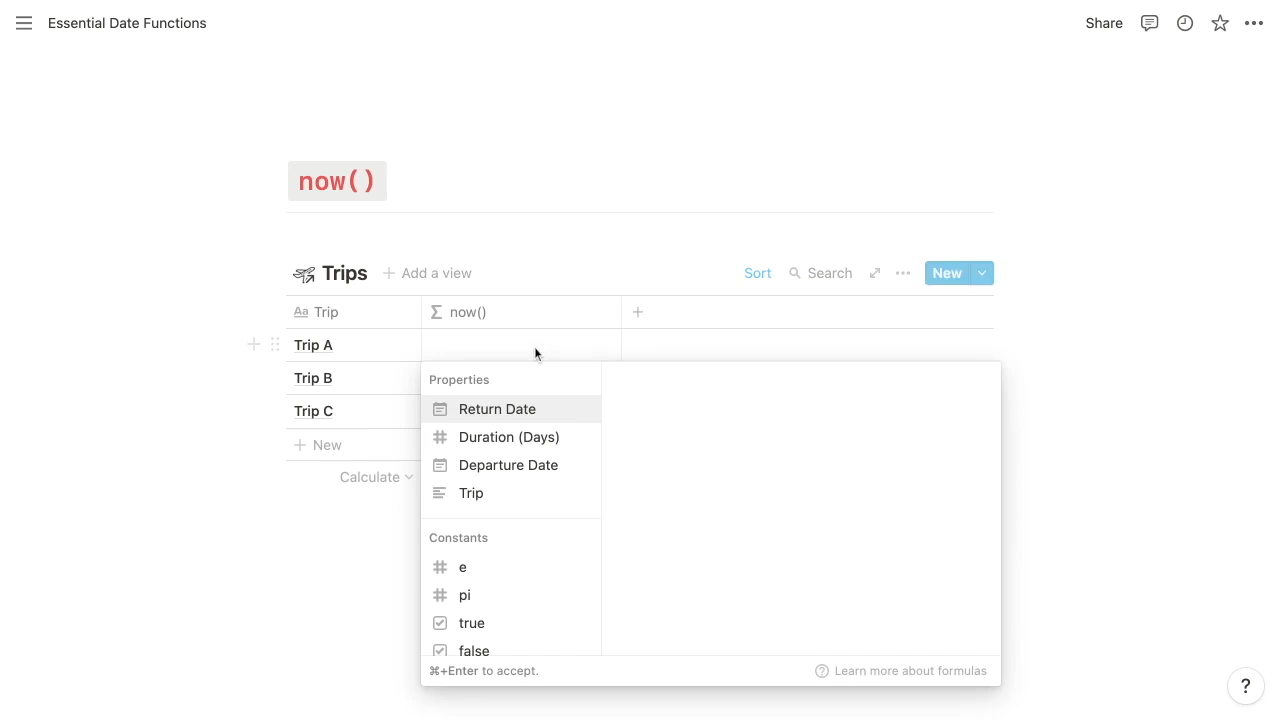 Essential Date Functions
Share
now()
Trips
Add a view
Sort
Search
New
Aa Trip
Σ now()
Trip A
Trip B
Trip C
New
Calculate
Properties
Return Date
Duration (Days)
Departure Date
Trip
Constants
e
pi
true
false
⌘+Enter to accept.
? Learn more about formulas
?